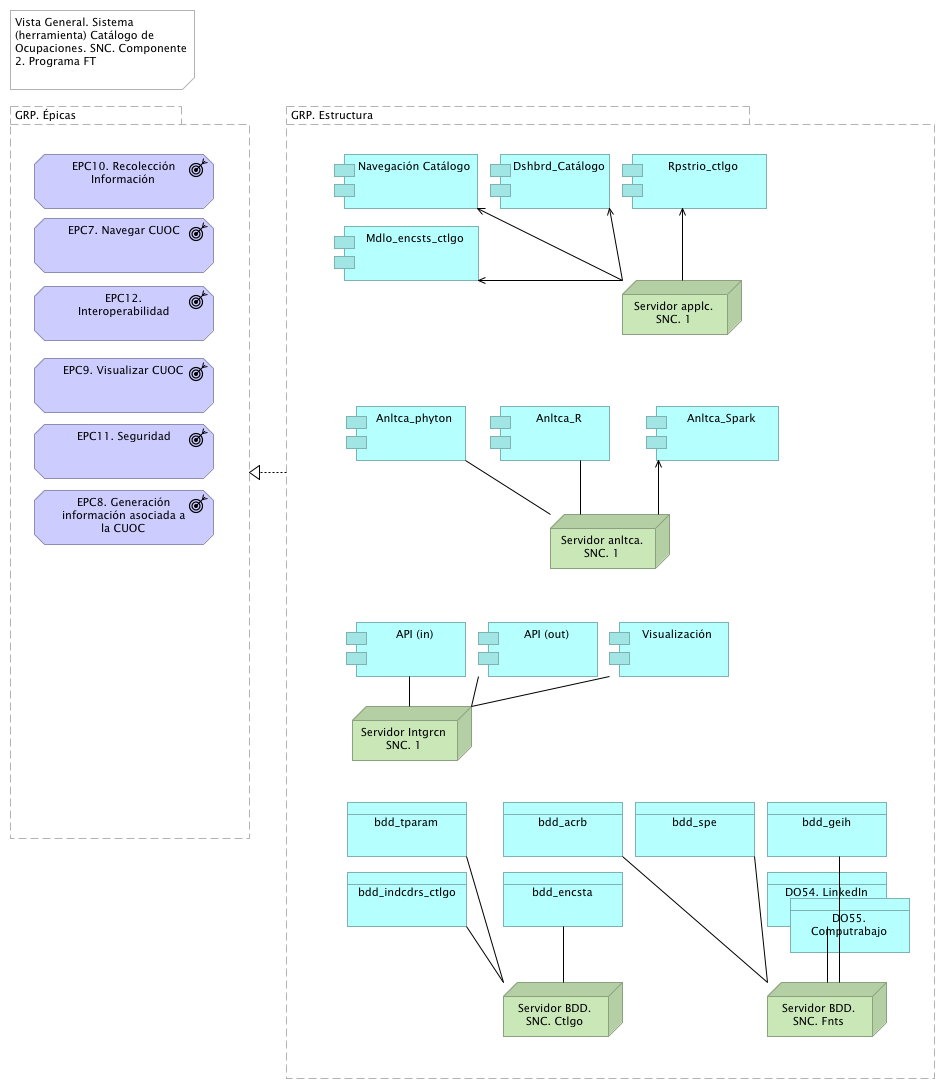 Vista General. Sistema
(herramienta) Catálogo de
Ocupaciones. SNC. Componente
2. Programa FT
GRP. Épicas
EPC10. Recolección
Información
EPC7. Navegar CUOC
EPC12.
Interoperabilidad
EPC9. Visualizar CUOC
EPC11. Seguridad
EPC8. Generación
información asociada a
la CUOC
GRP. Estructura
Navegación Catálogo
Dshbrd_Catálogo
Rpstrio_ctlgo
Mdlo_encsts_ctlgo
Servidor applc.
SNC. 1
Anltca_phyton
Anltca_R
Anltca_Spark
Servidor anltca.
SNC. 1
API (in)
API (out)
Visualización
Servidor Intgrcn
SNC. 1
bdd_tparam
bdd_acrb
bdd_spe
bdd_geih
bdd_indcdrs_ctlgo
bdd_encsta
DO54. LinkedIn
DO55.
Computrabajo
Servidor BDD.
SNC. Ctlgo
Servidor BDD.
SNC. Fnts